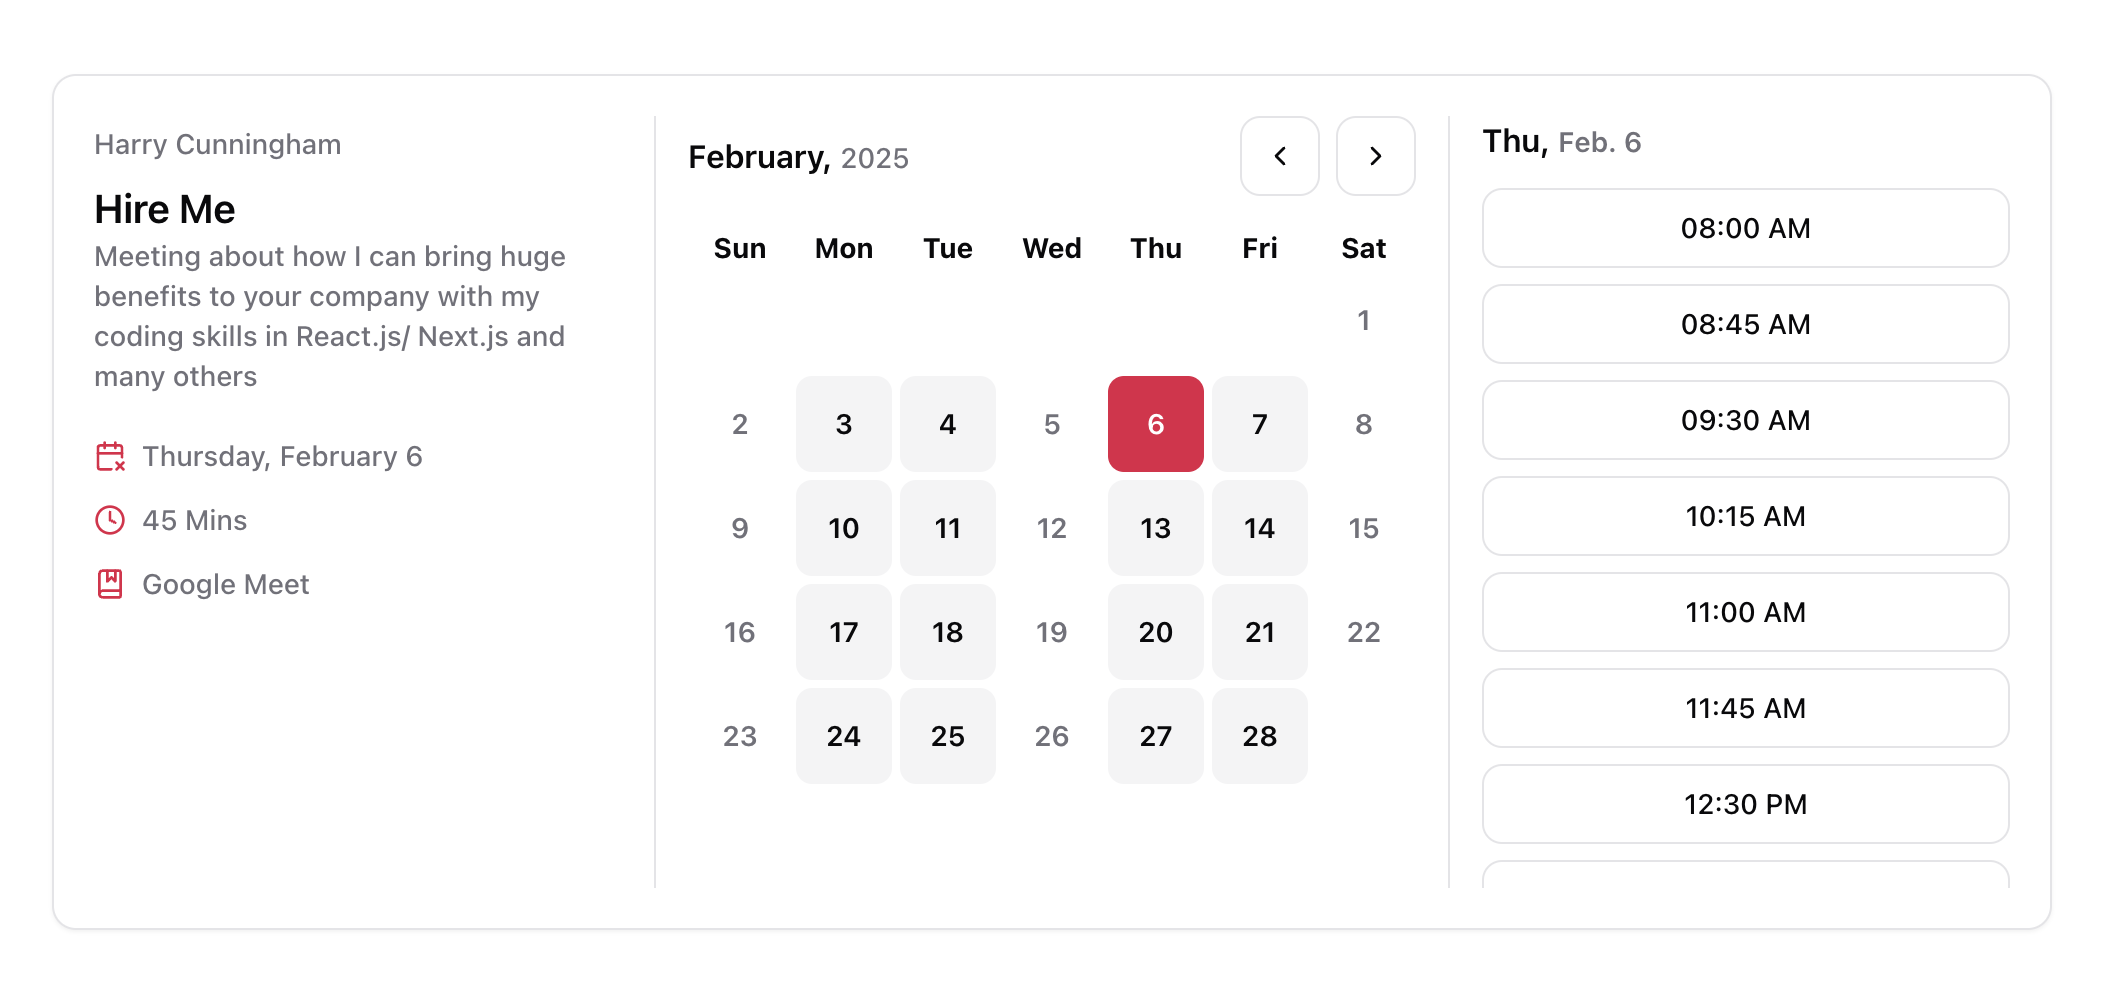 Harry Cunningham
Hire Me
Meeting about how I can bring huge
benefits to your company with my
coding skills in React.js/ Next.js and
many others
Thursday, February 6
45 Mins
Google Meet
February, 2025
Sun Mon Tue Wed Thu Fri Sat
1
2 3 4 5 6 7 8
9 10 11 12 13 14 15
16 17 18 19 20 21 22
23 24 25 26 27 28
Thu, Feb. 6
08:00 AM
08:45 AM
09:30 AM
10:15 AM
11:00 AM
11:45 AM
12:30 PM